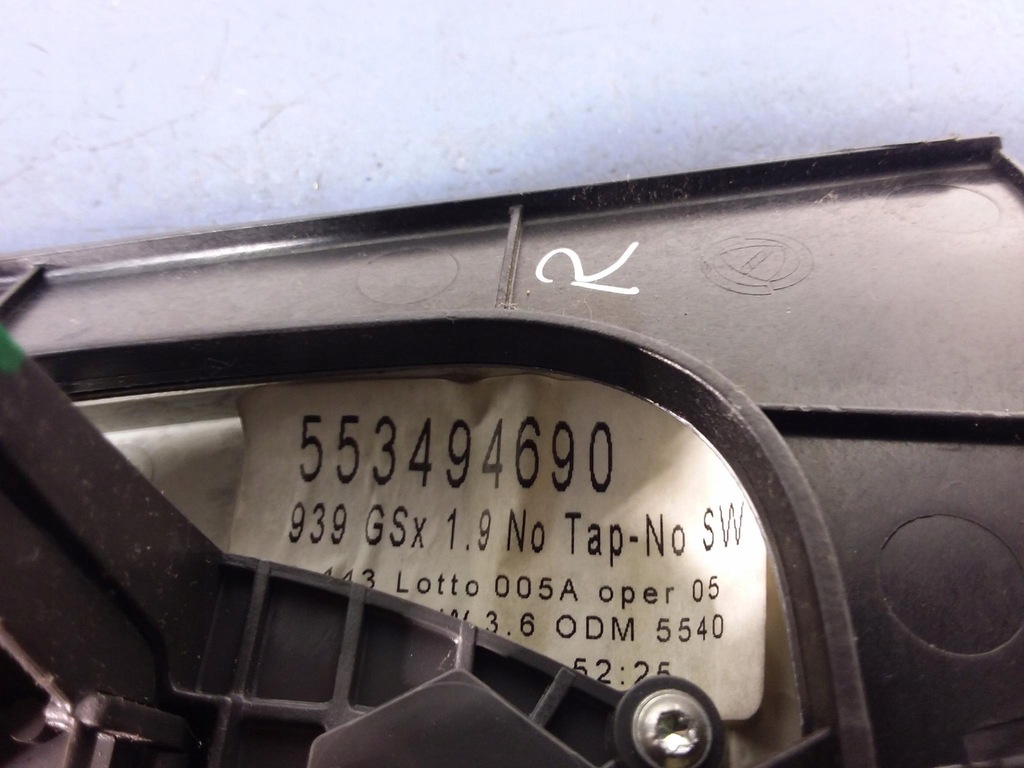 R
553494690
939 GSx 1.9 No Tap-No SW
113 Lotto 005A oper 05
3.6 ODM 5540
52:25